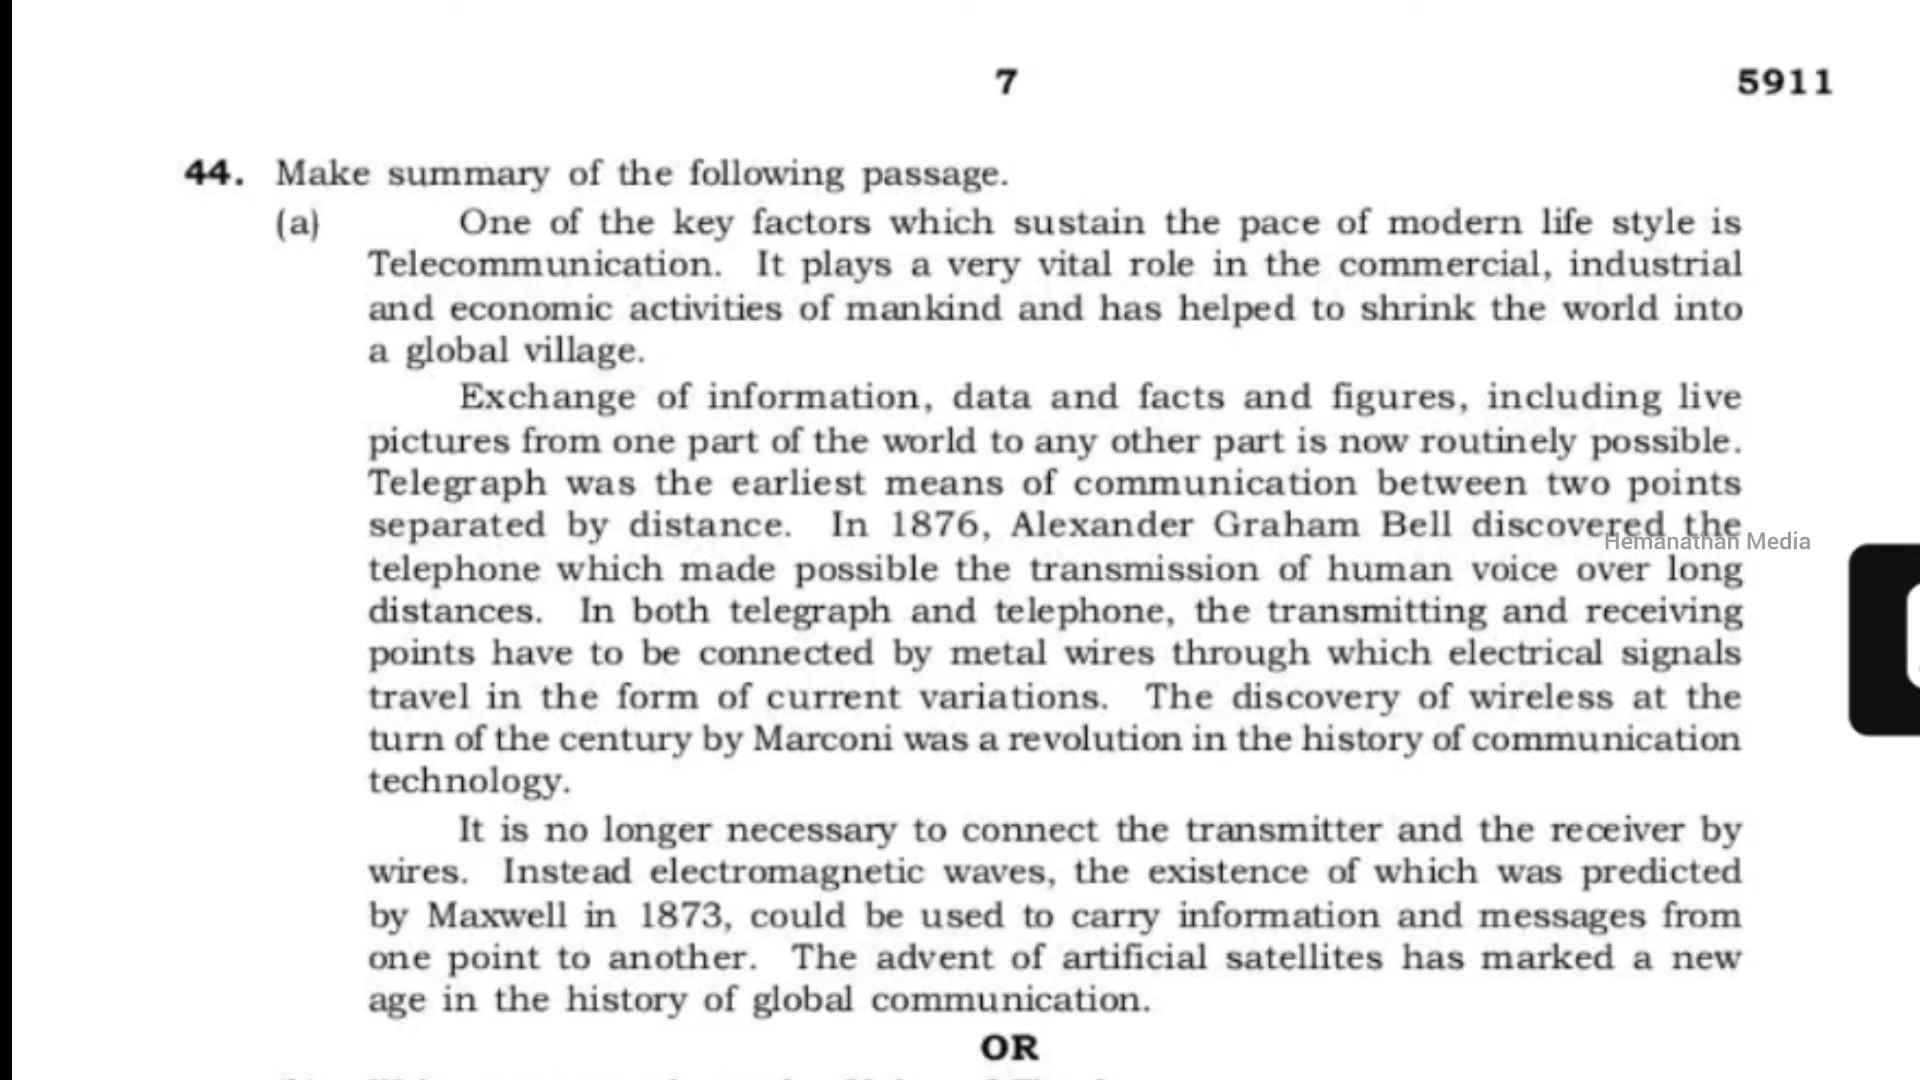 7 5911
44. Make summary of the following passage.
(a) One of the key factors which sustain the pace of modern life style is
Telecommunication. It plays a very vital role in the commercial, industrial
and economic activities of mankind and has helped to shrink the world into
a global village.
Exchange of information, data and facts and figures, including live
pictures from one part of the world to any other part is now routinely possible.
Telegraph was the earliest means of communication between two points
separated by distance. In 1876, Alexander Graham Bell discovered the
Hemanathan Media
telephone which made possible the transmission of human voice over long
distances. In both telegraph and telephone, the transmitting and receiving
points have to be connected by metal wires through which electrical signals
travel in the form of current variations. The discovery of wireless at the
turn of the century by Marconi was a revolution in the history of communication
technology.
It is no longer necessary to connect the transmitter and the receiver by
wires. Instead electromagnetic waves, the existence of which was predicted
by Maxwell in 1873, could be used to carry information and messages from
one point to another. The advent of artificial satellites has marked a new
age in the history of global communication.
OR